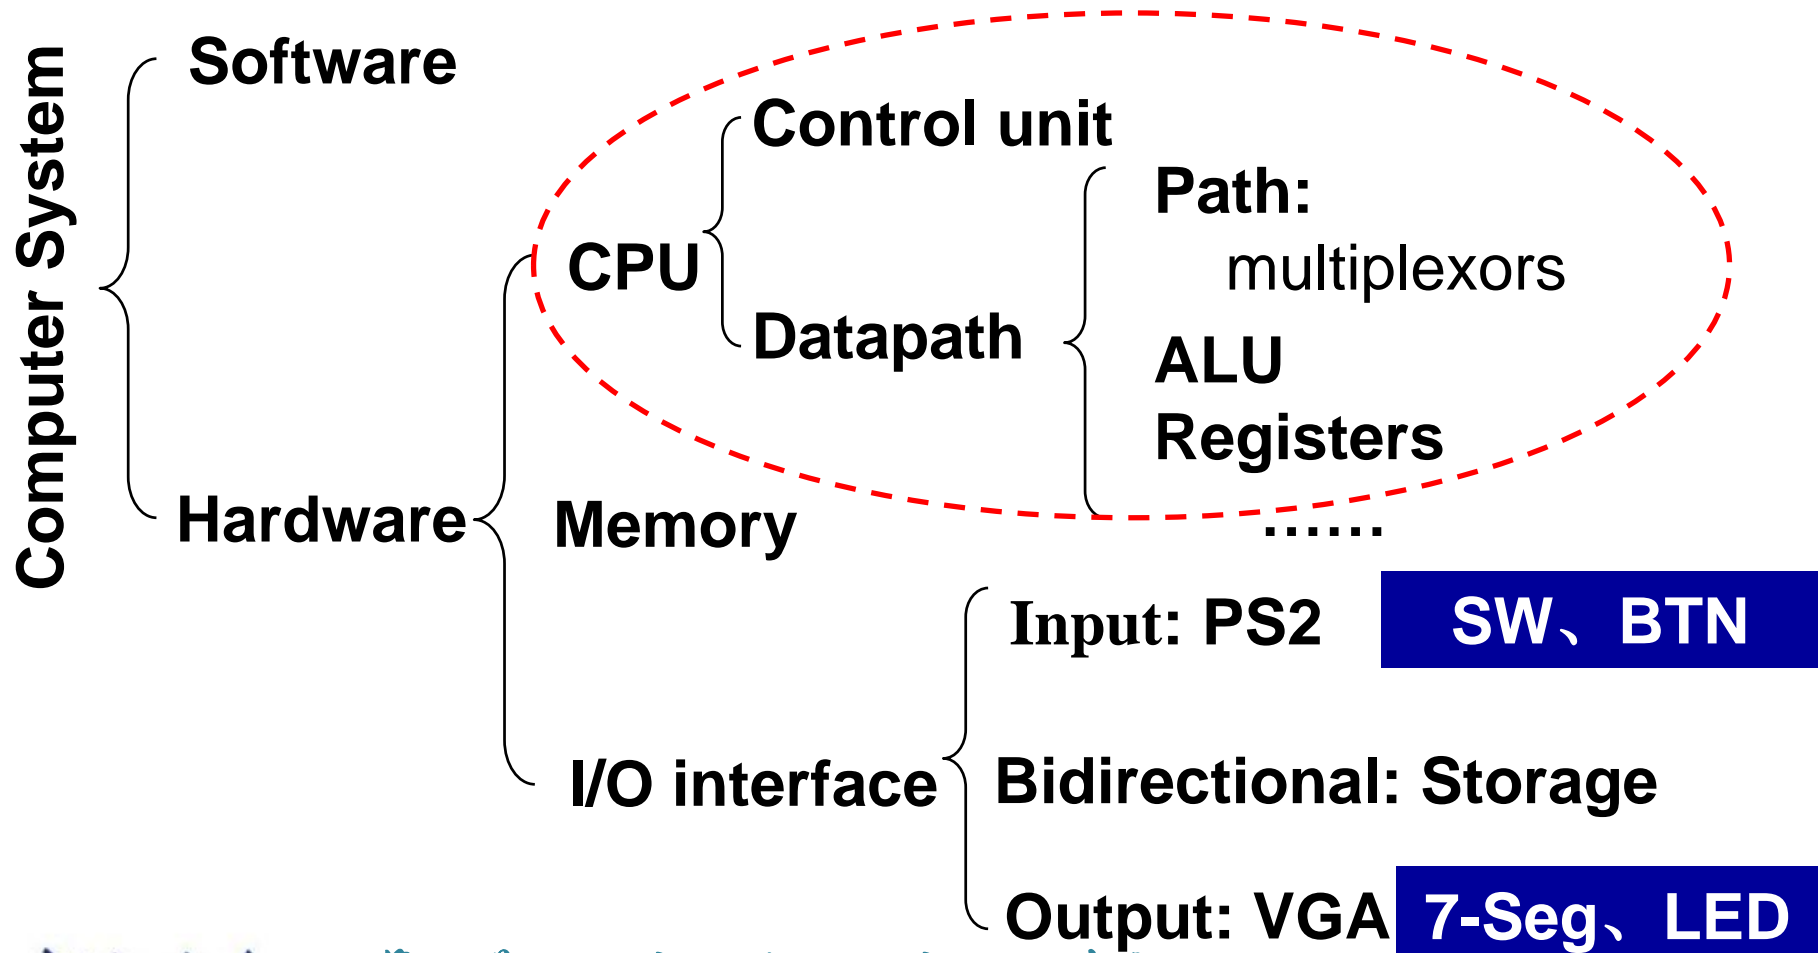 Computer System
Software
Control unit
Path:
multiplexors
CPU
Datapath
ALU
Registers
Hardware
Memory
……
Input: PS2 SW、BTN
I/O interface
Bidirectional: Storage
Output: VGA 7-Seg、LED